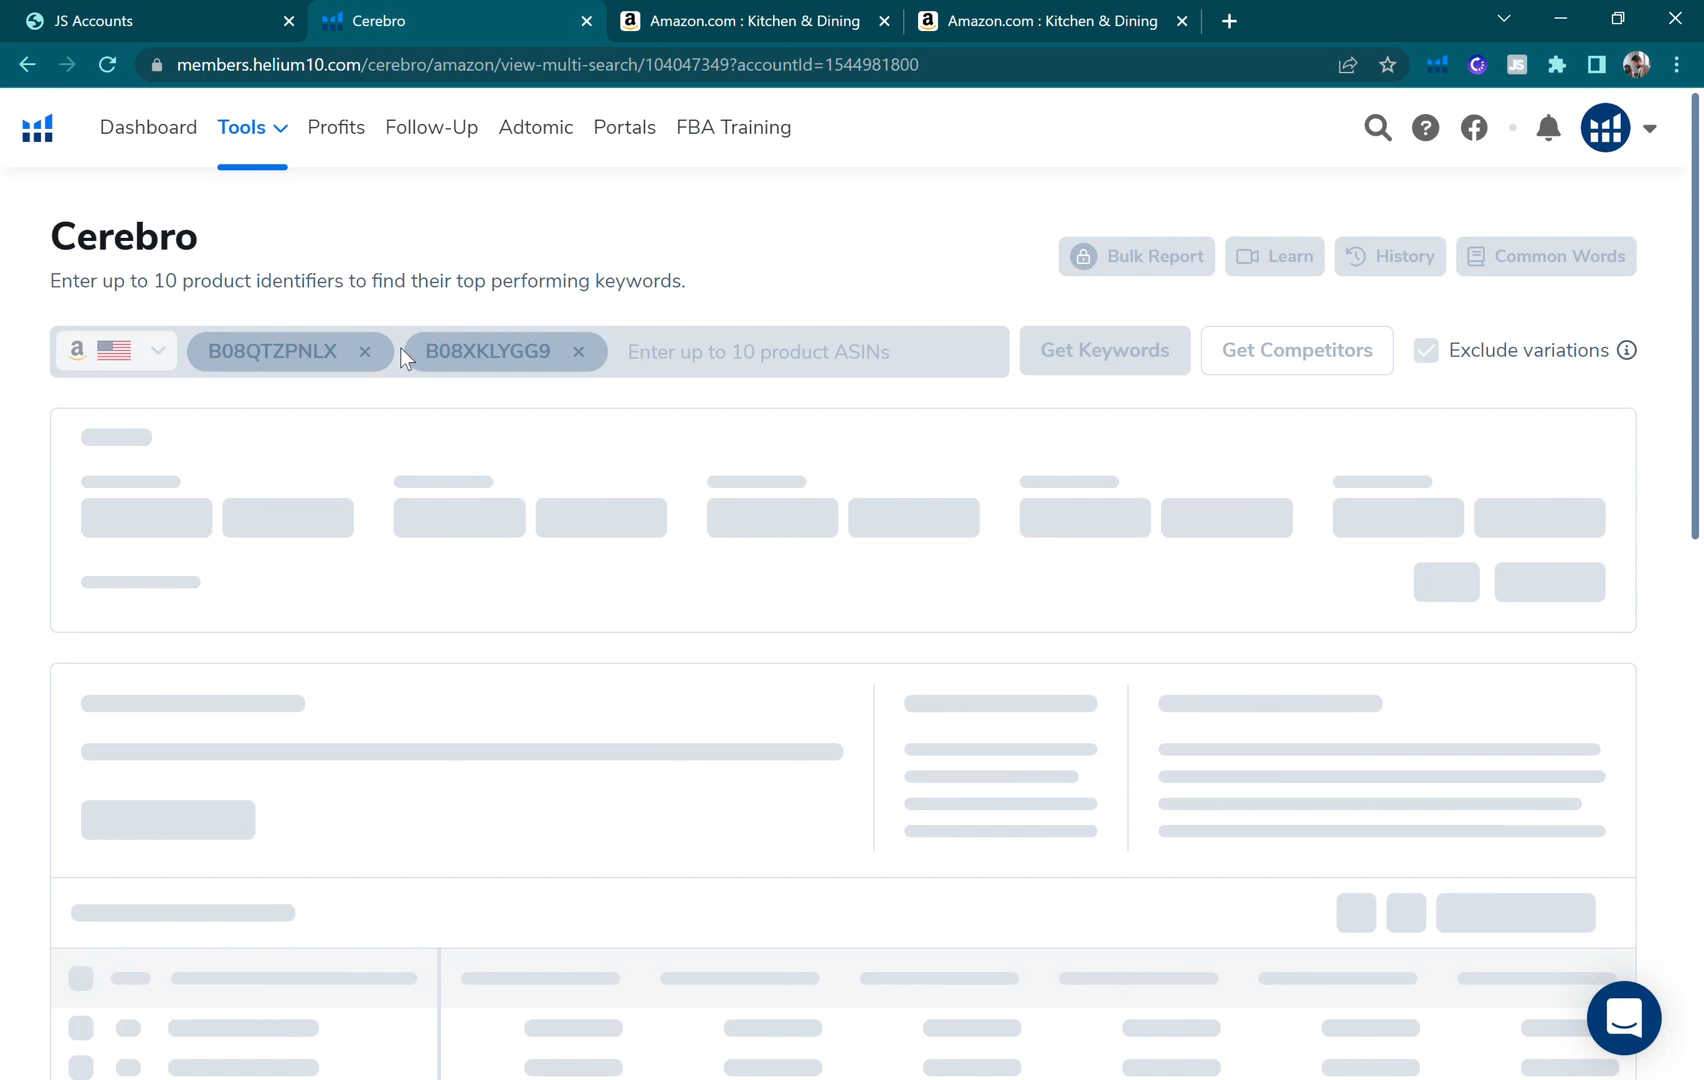 JS Accounts
Cerebro
Amazon.com : Kitchen & Dining
Amazon.com : Kitchen & Dining
members.helium10.com/cerebro/amazon/view-multi-search/104047349?accountId=1544981800
JS
Dashboard
Tools
Profits
Follow-Up
Adtomic
Portals
FBA Training
Cerebro
Enter up to 10 product identifiers to find their top performing keywords.
Bulk Report
Learn
History
Common Words
a
B08QTZPNLX
B08XKLYGG9
Enter up to 10 product ASINs
Get Keywords
Get Competitors
Exclude variations